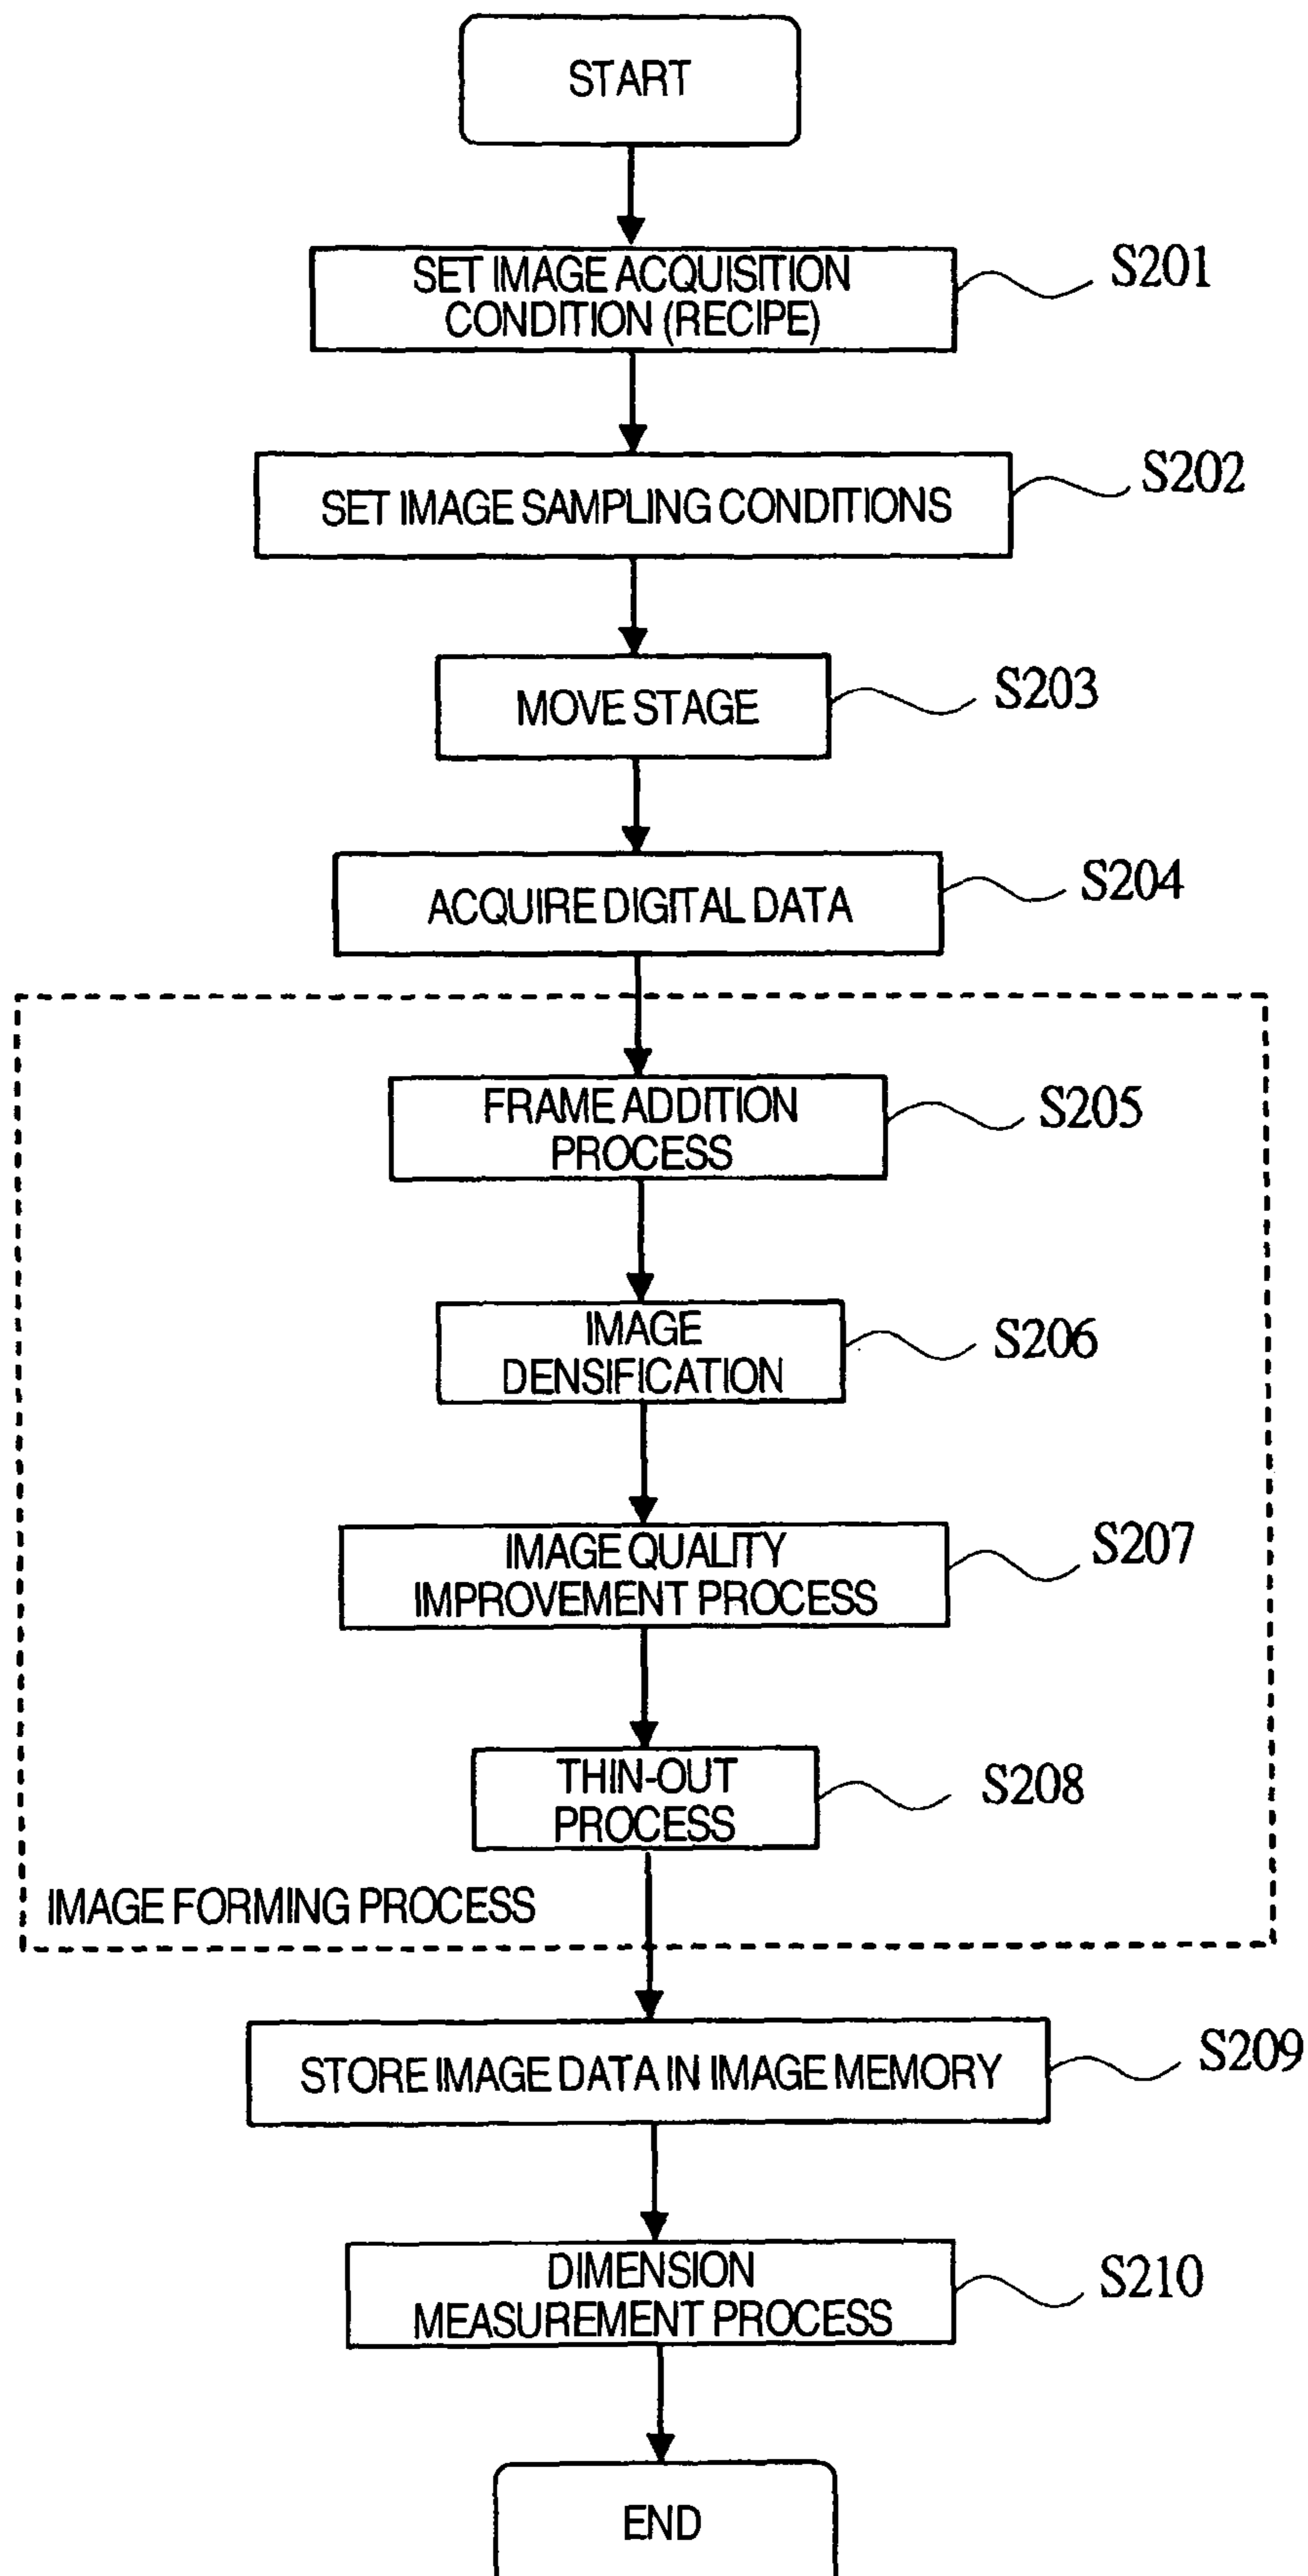 START
SET IMAGE ACQUISITION
CONDITION (RECIPE)
S201
SET IMAGE SAMPLING CONDITIONS
S202
MOVE STAGE
S203
ACQUIRE DIGITAL DATA
S204
FRAME ADDITION
PROCESS
S205
IMAGE
DENSIFICATION
S206
IMAGE QUALITY
IMPROVEMENT PROCESS
S207
THIN-OUT
PROCESS
S208
IMAGE FORMING PROCESS
STORE IMAGE DATA IN IMAGE MEMORY
S209
DIMENSION
MEASUREMENT PROCESS
S210
END